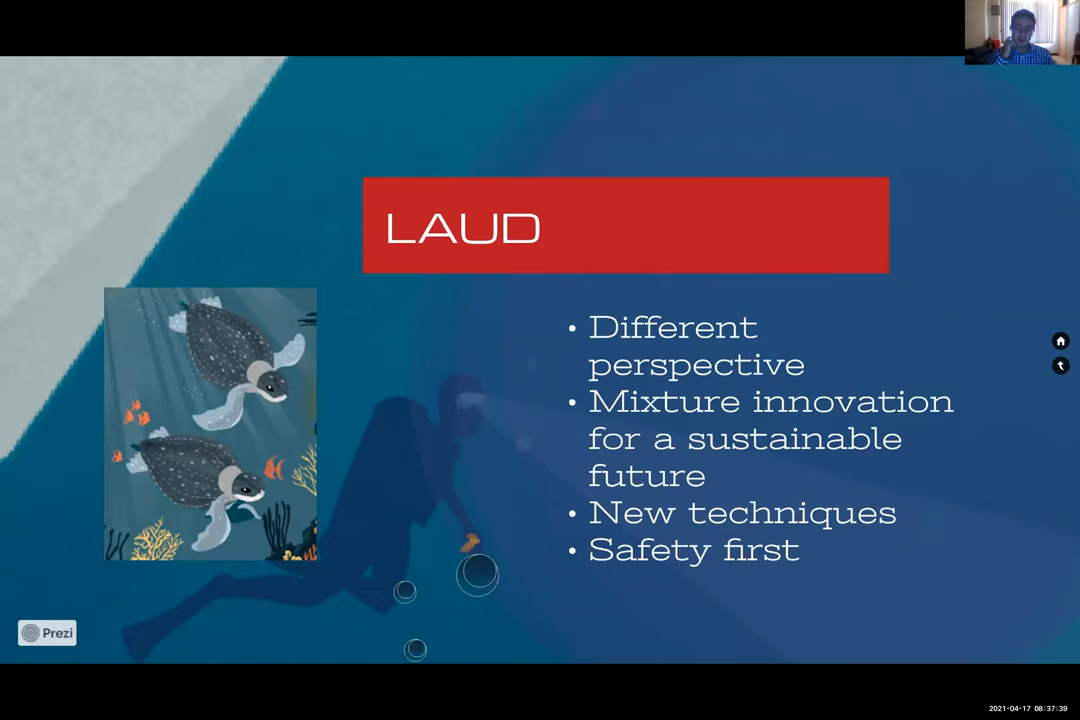 LAUD
• Different
perspective
• Mixture innovation
for a sustainable
future
• New techniques
• Safety first
Prezi
2021-04-17 08:37:39